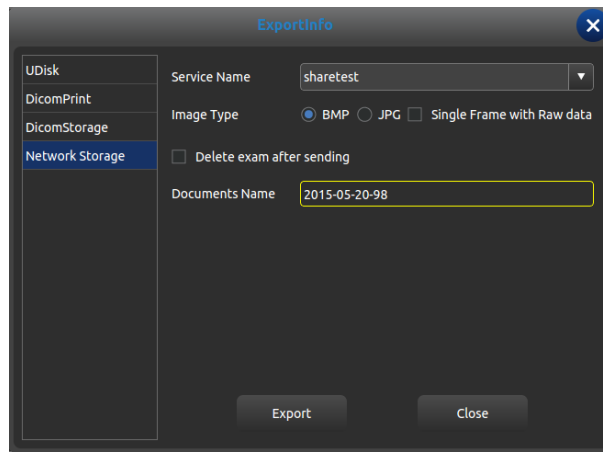 ExportInfo
UDisk
DicomPrint
DicomStorage
Network Storage
Service Name sharetest
Image Type BMP JPG Single Frame with Raw data
Delete exam after sending
Documents Name 2015-05-20-98
Export Close